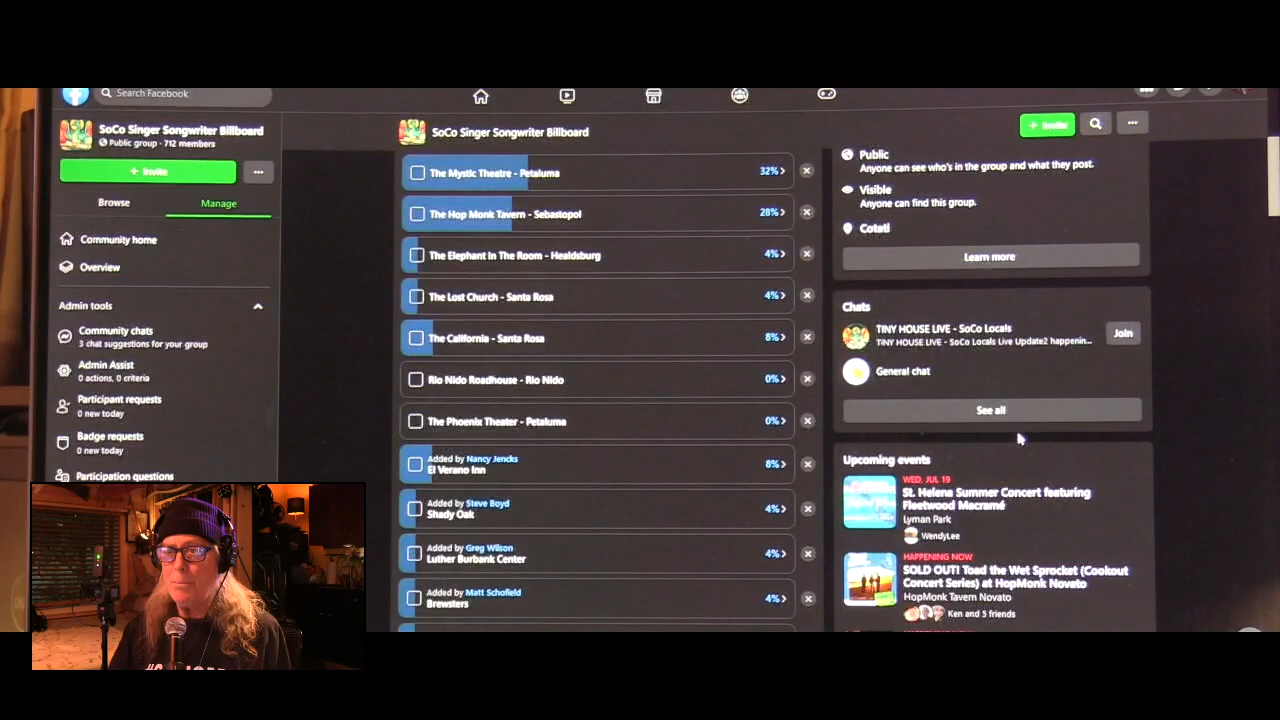 Search Facebook
SoCo Singer Songwriter Billboard
Public group · 712 members
+ Invite
Browse
Manage
Community home
Overview
Admin tools
Community chats
3 chat suggestions for your group
Admin Assist
0 actions, 0 criteria
Participant requests
0 new today
Badge requests
0 new today
Participation questions
SoCo Singer Songwriter Billboard
+ Invite
The Mystic Theatre - Petaluma 32%
The Hop Monk Tavern - Sebastopol 28%
The Elephant In The Room - Healdsburg 4%
The Lost Church - Santa Rosa 4%
The California - Santa Rosa 8%
Rio Nido Roadhouse - Rio Nido 0%
The Phoenix Theater - Petaluma 0%
Added by Nancy Jencks
El Verano Inn 8%
Added by Steve Boyd
Shady Oak 4%
Added by Greg Wilson
Luther Burbank Center 4%
Added by Matt Schofield
Brewsters 4%
Public
Anyone can see who's in the group and what they post.
Visible
Anyone can find this group.
Cotati
Learn more
Chats
TINY HOUSE LIVE - SoCo Locals
TINY HOUSE LIVE - SoCo Locals Live Update2 happenin...
Join
General chat
See all
Upcoming events
WED, JUL 19
St. Helena Summer Concert featuring
Fleetwood Macramé
Lyman Park
WendyLee
HAPPENING NOW
SOLD OUT! Toad the Wet Sprocket (Cookout
Concert Series) at HopMonk Novato
HopMonk Tavern Novato
Ken and 5 friends